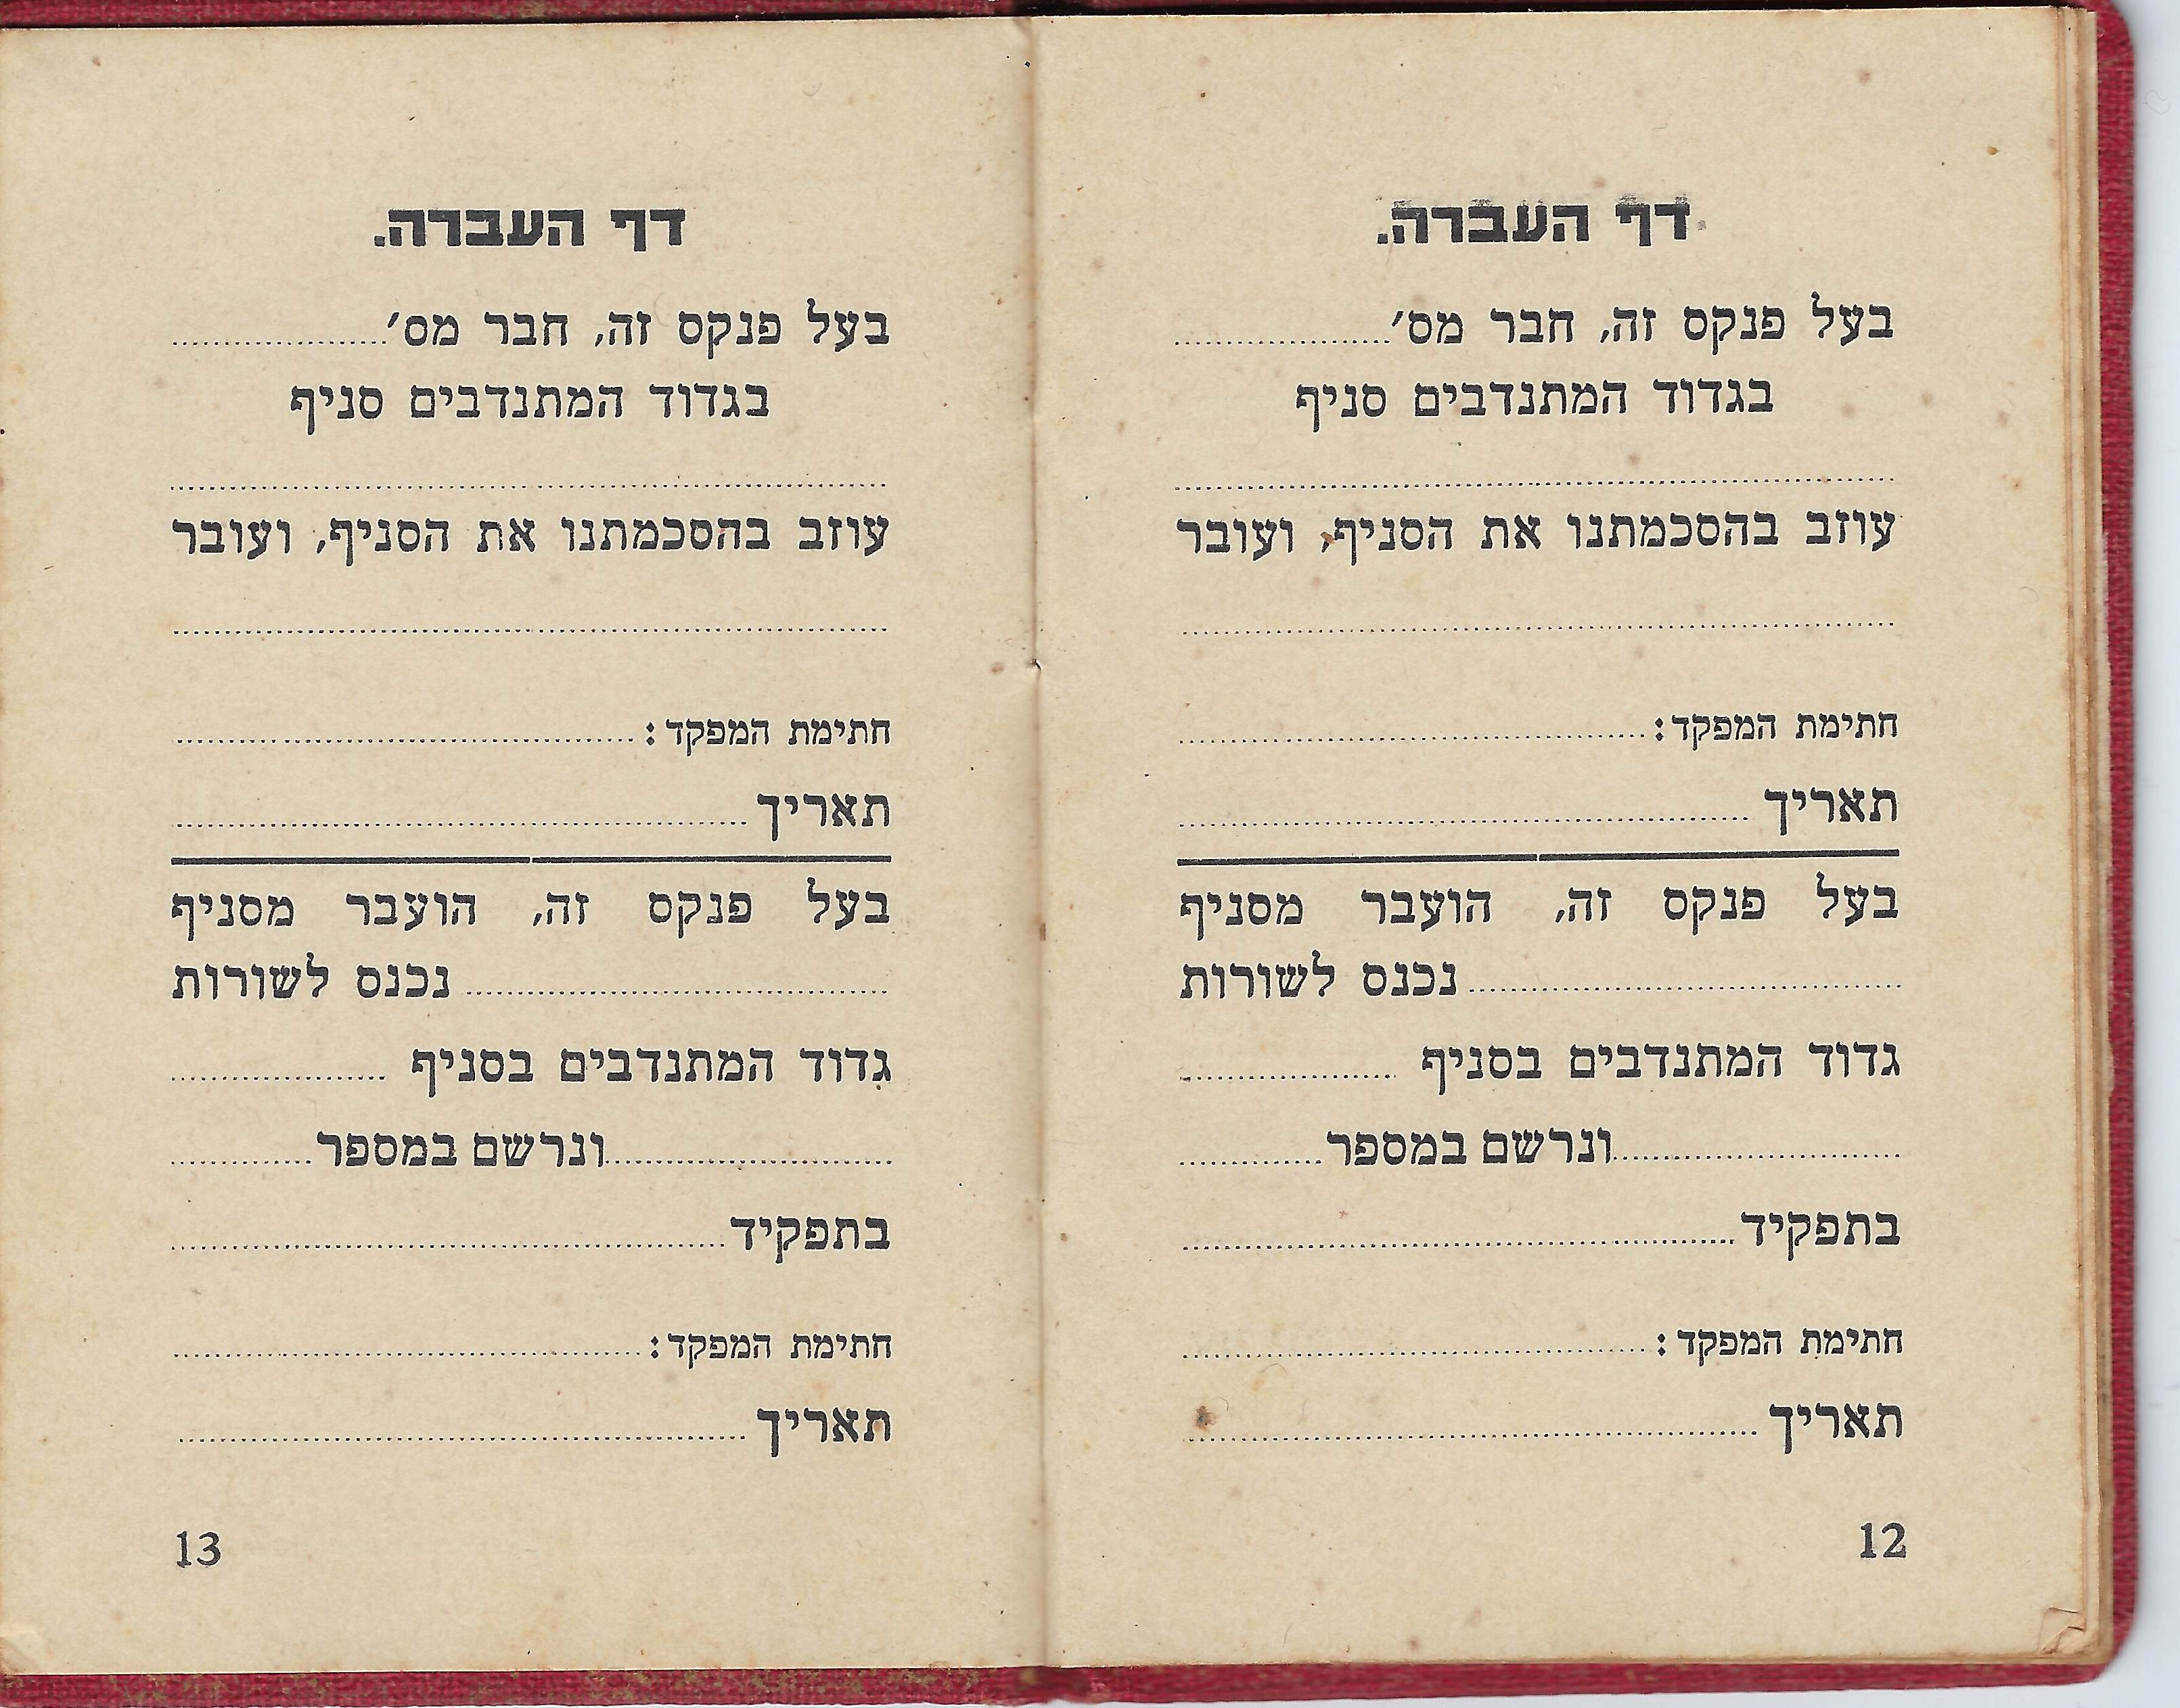 דף העברה.
בעל פנקס זה, חבר מס׳....................
בגדוד המתנדבים סניף
............................................................
עוזב בהסכמתנו את הסניף, ועובר
............................................................
חתימת המפקד:........................................
תאריך ................................................
בעל פנקס זה, הועבר מסניף
.................................... נכנס לשורות
גדוד המתנדבים בסניף ..................
........................ונרשם במספר............
בתפקיד..............................................
חתימת המפקד:........................................
תאריך ................................................
12
דף העברה.
בעל פנקס זה, חבר מס׳....................
בגדוד המתנדבים סניף
............................................................
עוזב בהסכמתנו את הסניף, ועובר
............................................................
חתימת המפקד:........................................
תאריך ................................................
בעל פנקס זה, הועבר מסניף
.................................... נכנס לשורות
גדוד המתנדבים בסניף ..................
........................ונרשם במספר............
בתפקיד..............................................
חתימת המפקד:........................................
תאריך ................................................
13